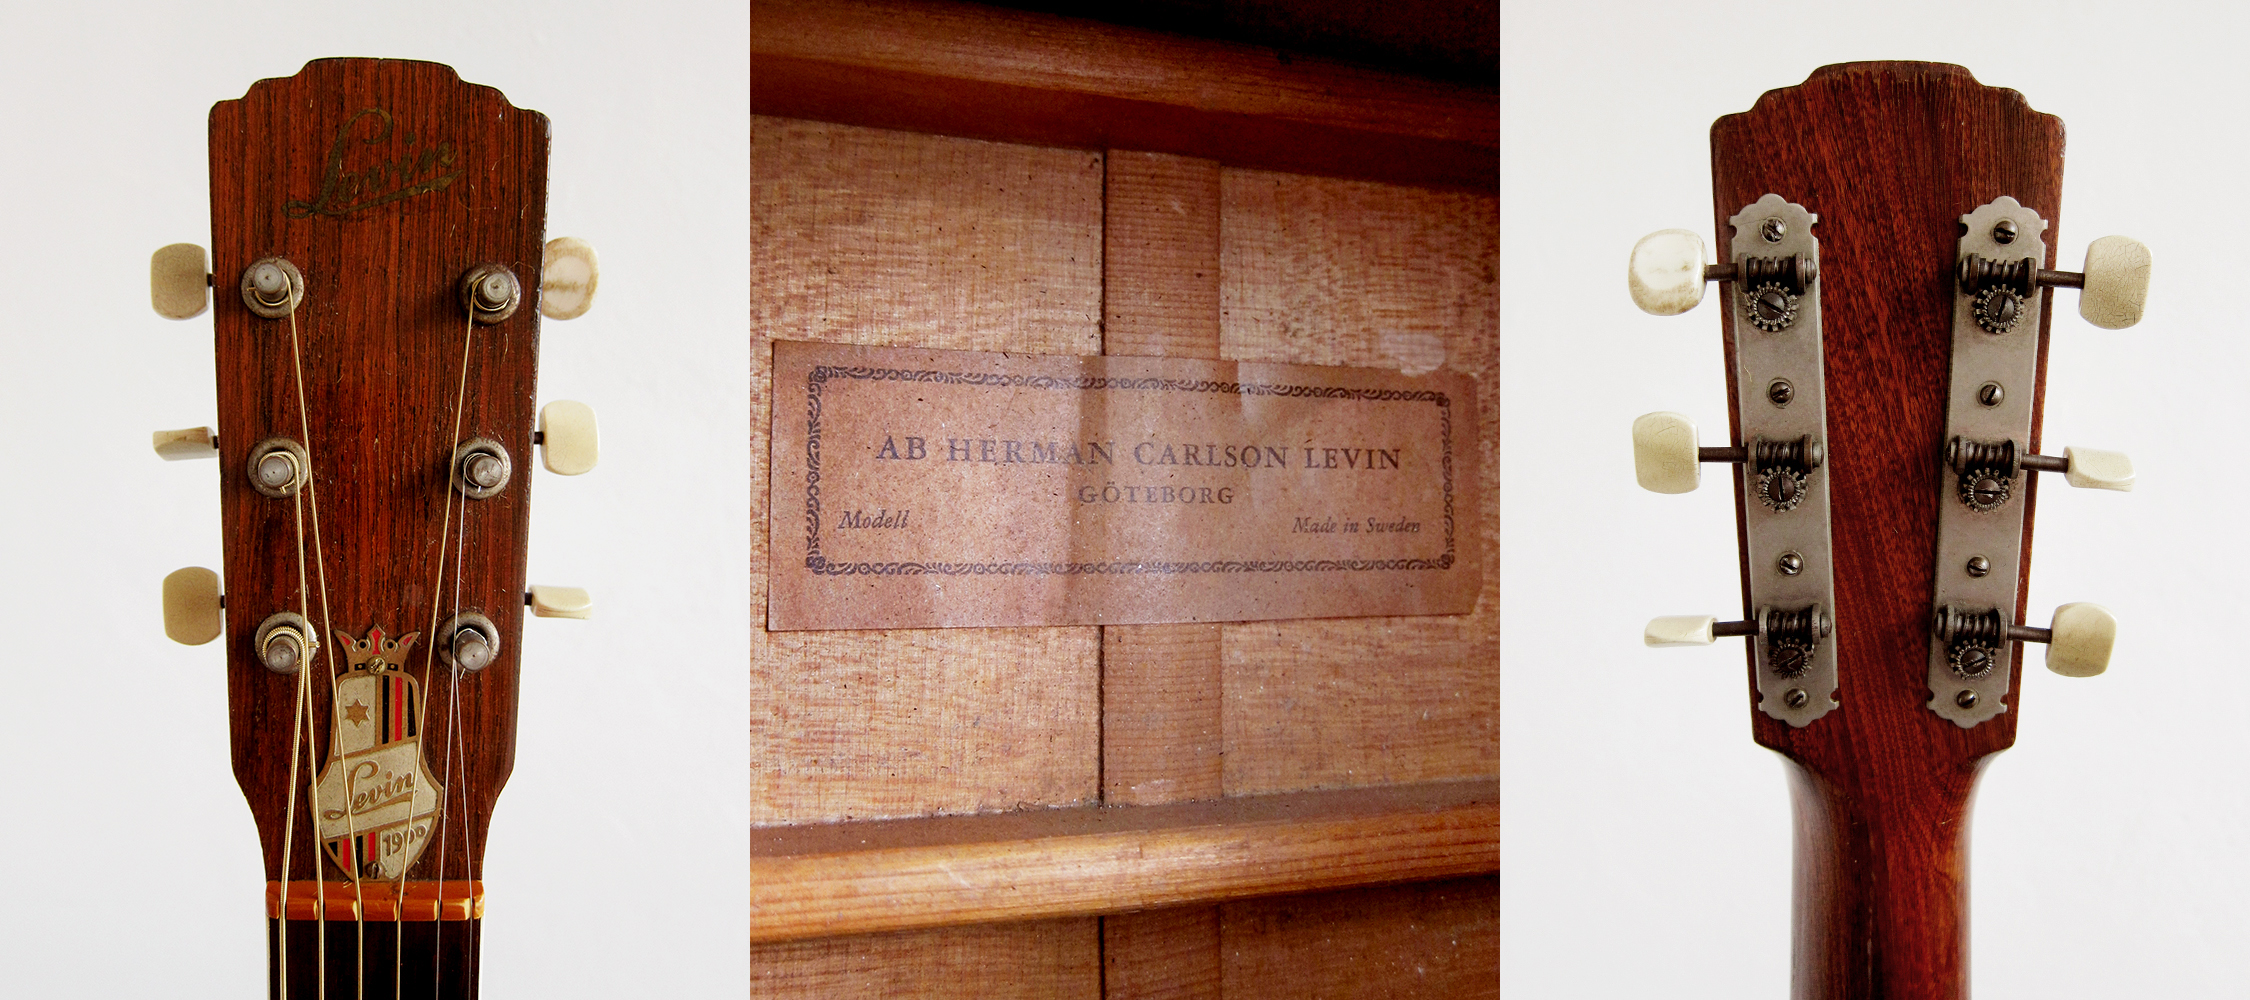 Levin
Levin
1900
AB HERMAN CARLSON LEVIN
GÖTEBORG
Modell
Made in Sweden